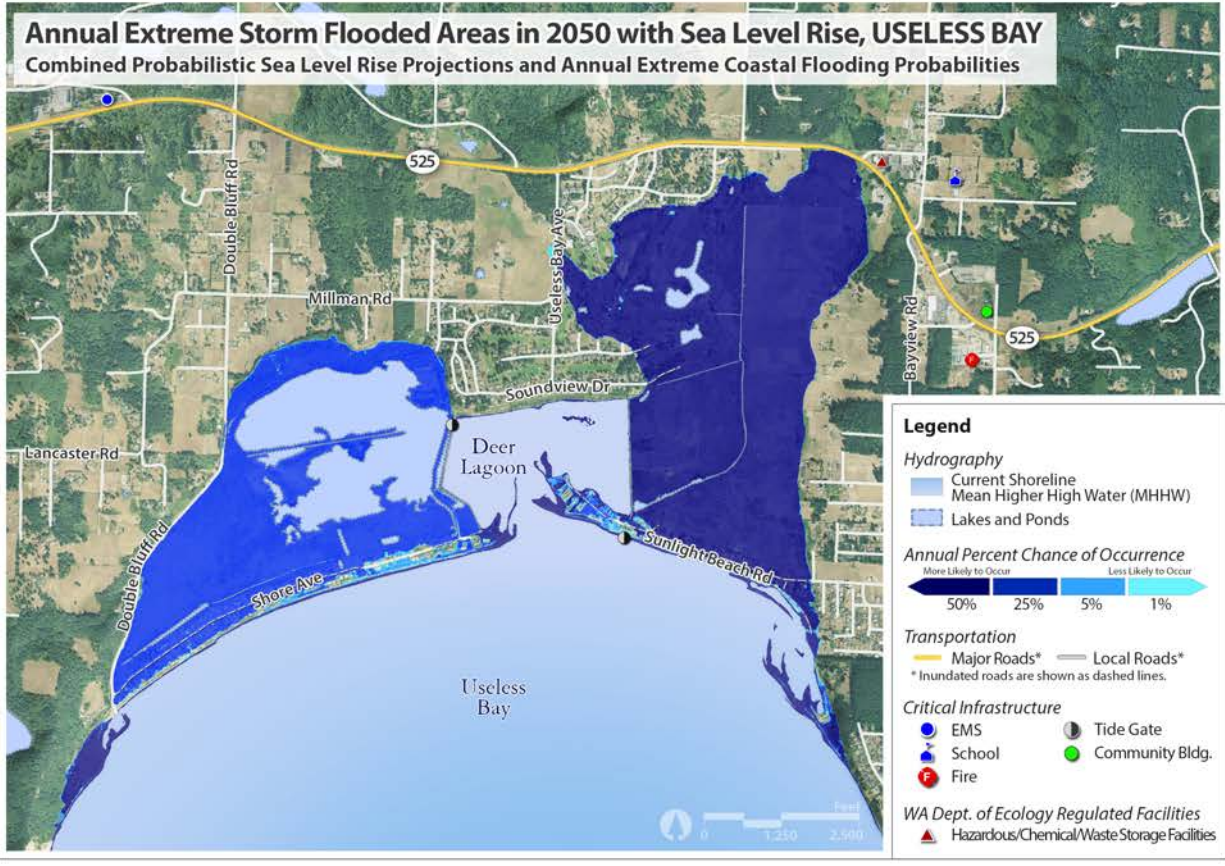 Annual Extreme Storm Flooded Areas in 2050 with Sea Level Rise, USELESS BAY
Combined Probabilistic Sea Level Rise Projections and Annual Extreme Coastal Flooding Probabilities
525
Double Bluff Rd
Useless Bay Ave
Millman Rd
Bayview Rd
525
F
Soundview Dr
Lancaster Rd
Deer
Lagoon
Double Bluff Rd
Shore Ave
Sunlight Beach Rd
Useless
Bay
Feet
0 1,250 2,500
Legend
Hydrography
Current Shoreline
Mean Higher High Water (MHHW)
Lakes and Ponds
Annual Percent Chance of Occurrence
More Likely to Occur Less Likely to Occur
50% 25% 5% 1%
Transportation
Major Roads* Local Roads*
* Inundated roads are shown as dashed lines.
Critical Infrastructure
EMS Tide Gate
School Community Bldg.
F Fire
WA Dept. of Ecology Regulated Facilities
Hazardous/Chemical/Waste Storage Facilities